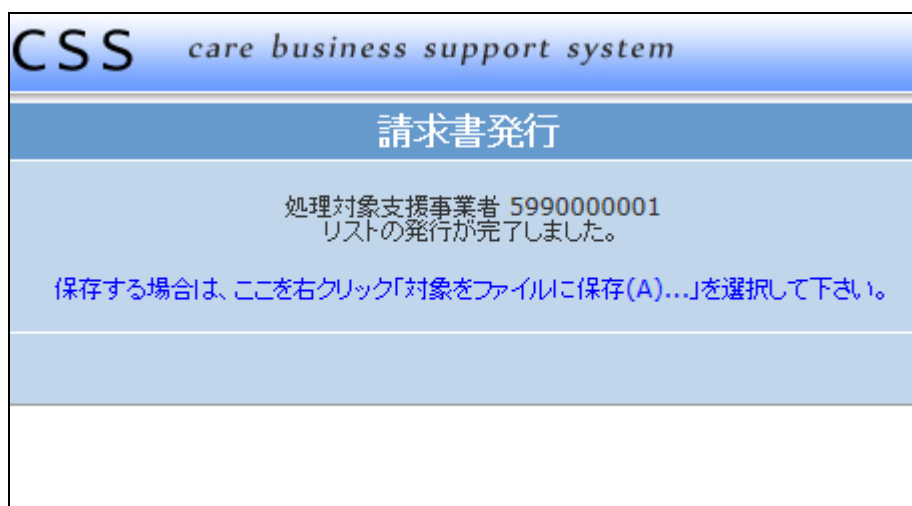 CSS care business support system
請求書発行
処理対象支援事業者 5990000001
リストの発行が完了しました。
保存する場合は、ここを右クリック「対象をファイルに保存(A)...」を選択して下さい。